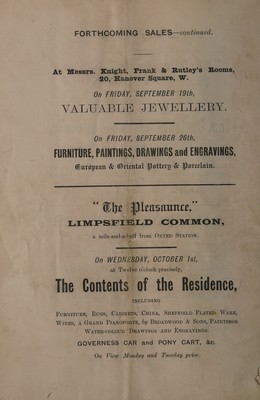 FORTHCOMING SALES—continued.
At Messrs. Knight, Frank & Rutley's Rooms,
20, Hanover Square, W.
On FRIDAY, SEPTEMBER 19th,
VALUABLE JEWELLERY.
On FRIDAY, SEPTEMBER 26th,
FURNITURE, PAINTINGS, DRAWINGS and ENGRAVINGS,
European & Oriental Pottery & Porcelain.
"The Pleasaunce,"
LIMPSFIELD COMMON,
a mile-and-a-half from OXTED STATION.
On WEDNESDAY, OCTOBER 1st,
at Twelve o'clock precisely,
The Contents of the Residence,
INCLUDING
FURNITURE, RUGS, CARPETS, CHINA, SHEFFIELD PLATED WARE,
WINES, A GRAND PIANOFORTE, by BROADWOOD & SONS, PAINTINGS
WATER-COLOUR DRAWINGS AND ENGRAVINGS.
GOVERNESS CAR and PONY CART, &c.
On View Monday and Tuesday prior.